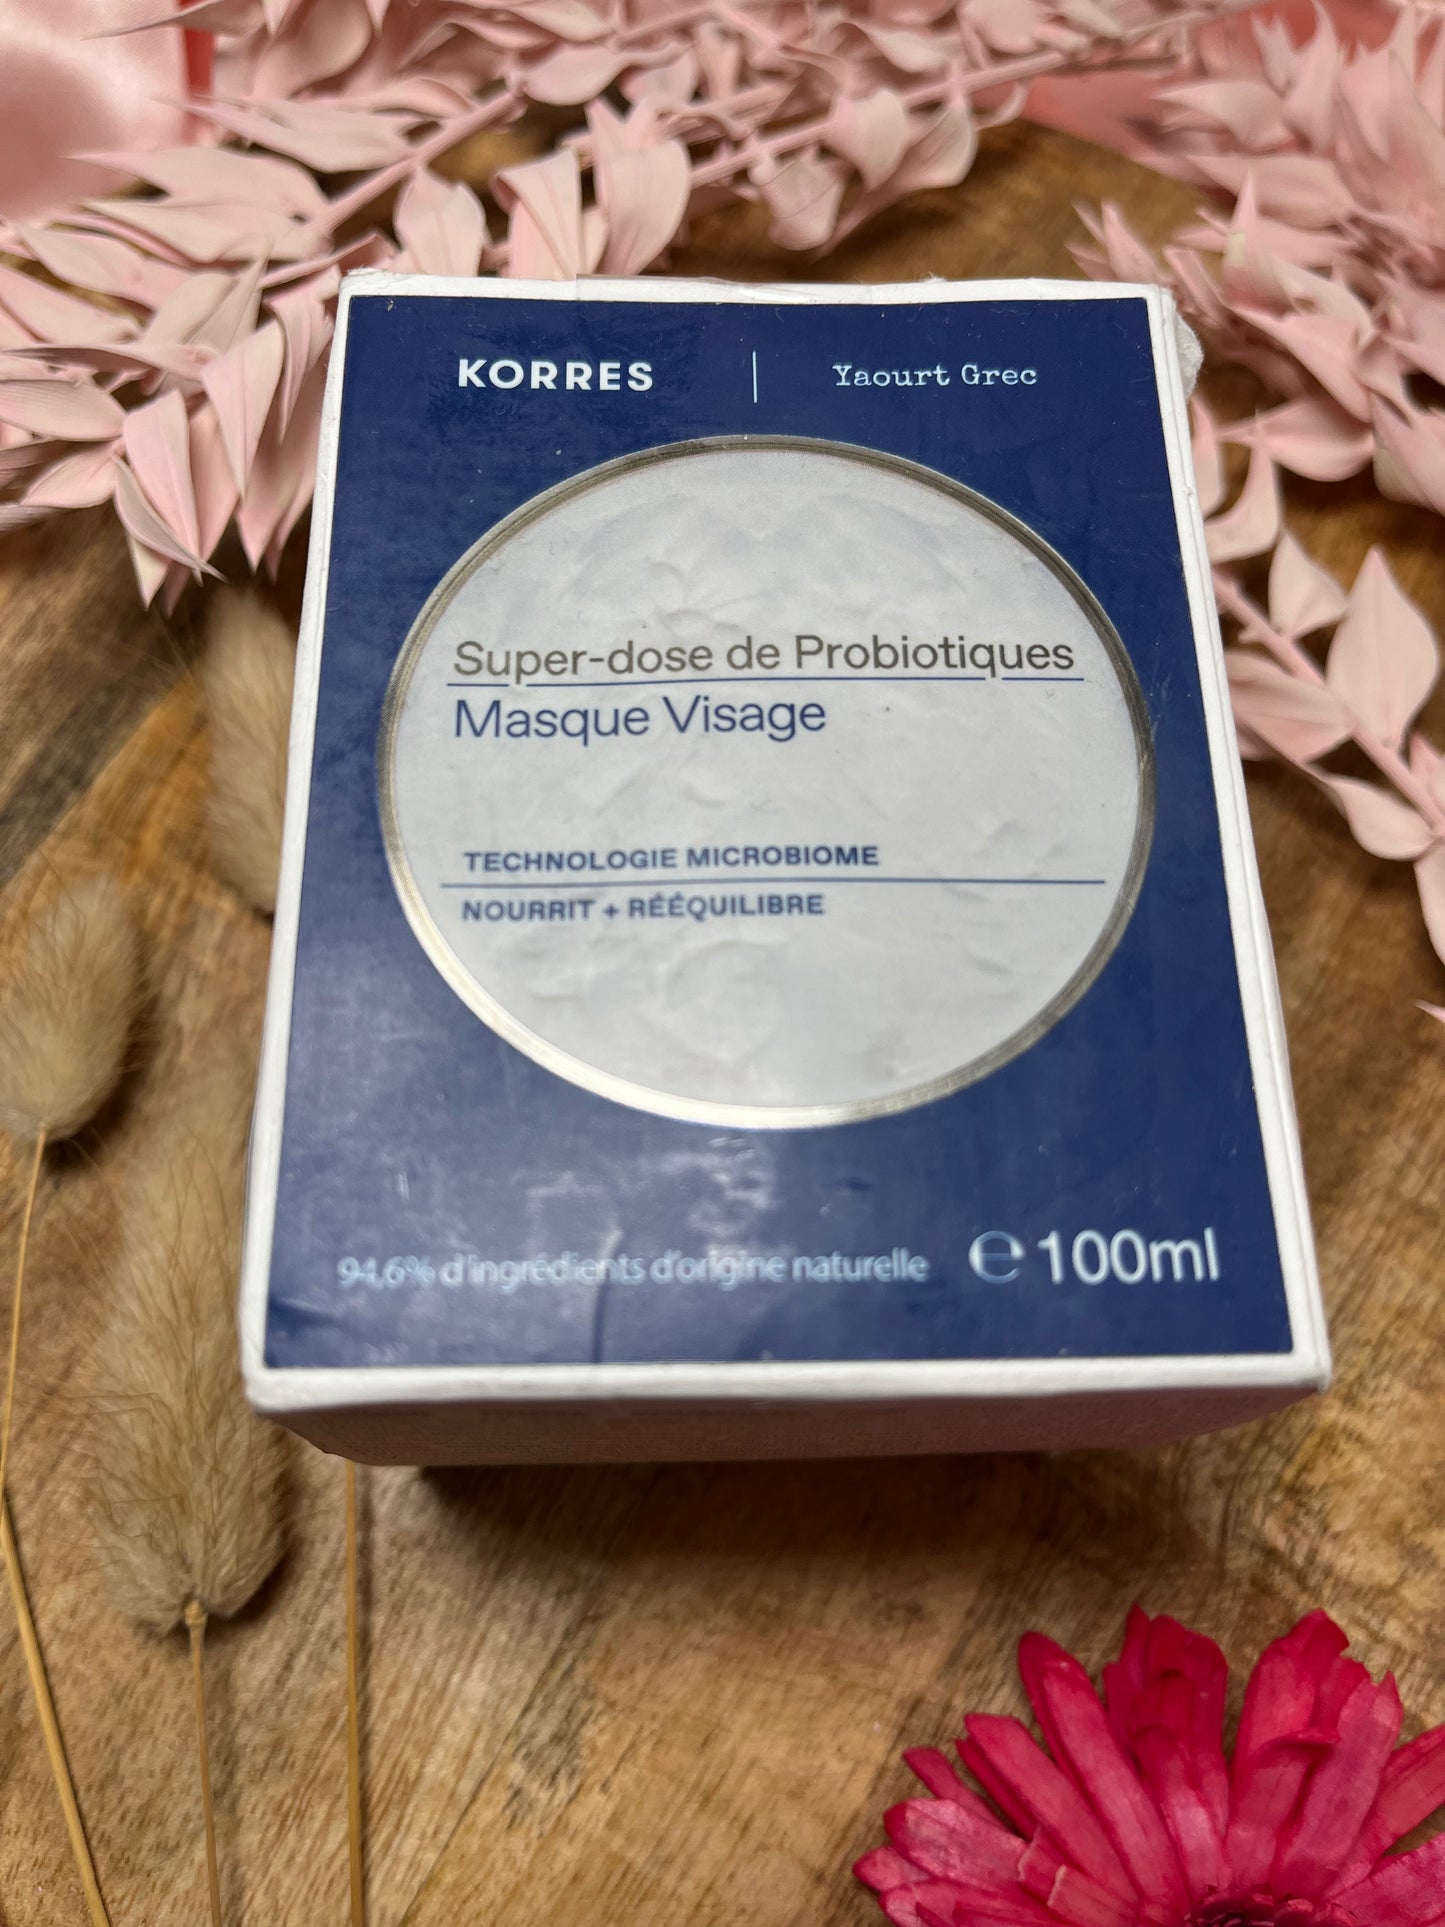 KORRES | Yaourt Grec
Super-dose de Probiotiques
Masque Visage
TECHNOLOGIE MICROBIOME
NOURRIT + RÉÉQUILIBRE
94,6% d'ingrédients d'origine naturelle ℮ 100ml